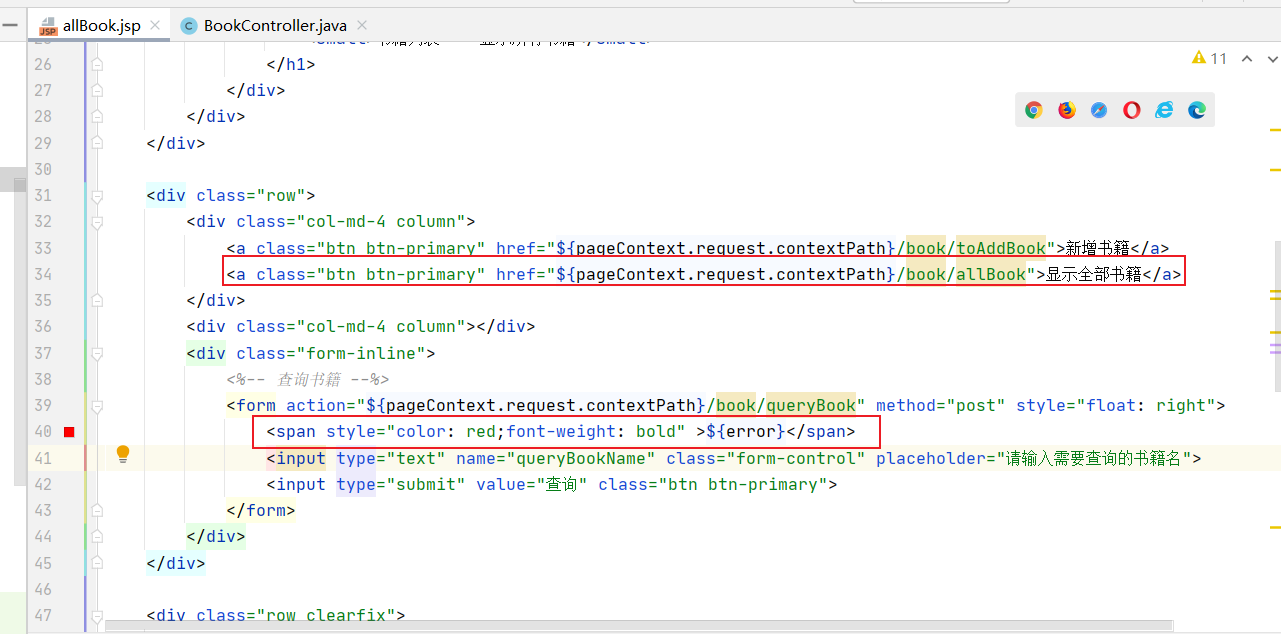 allBook.jsp BookController.java
26 </h1> 11
27 </div>
28 </div>
29 </div>
30
31 <div class="row">
32 <div class="col-md-4 column">
33 <a class="btn btn-primary" href="${pageContext.request.contextPath}/book/toAddBook">新增书籍</a>
34 <a class="btn btn-primary" href="${pageContext.request.contextPath}/book/allBook">显示全部书籍</a>
35 </div>
36 <div class="col-md-4 column"></div>
37 <div class="form-inline">
38 <%-- 查询书籍 --%>
39 <form action="${pageContext.request.contextPath}/book/queryBook" method="post" style="float: right">
40 <span style="color: red;font-weight: bold" >${error}</span>
41 <input type="text" name="queryBookName" class="form-control" placeholder="请输入需要查询的书籍名">
42 <input type="submit" value="查询" class="btn btn-primary">
43 </form>
44 </div>
45 </div>
46
47 <div class="row clearfix">